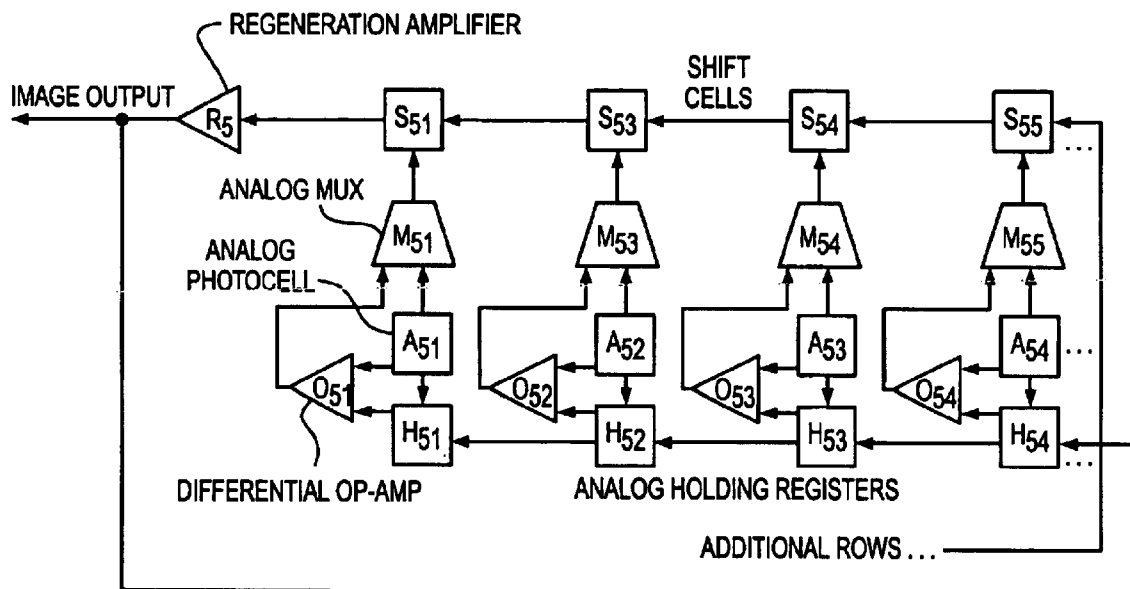 REGENERATION AMPLIFIER
IMAGE OUTPUT
R5
S51
S53
SHIFT
CELLS
S54
S55
...
ANALOG MUX
M51
M53
M54
M55
ANALOG
PHOTOCELL
A51
A52
A53
A54
...
O51
O52
O53
O54
H51
H52
H53
H54
...
DIFFERENTIAL OP-AMP
ANALOG HOLDING REGISTERS
ADDITIONAL ROWS ...